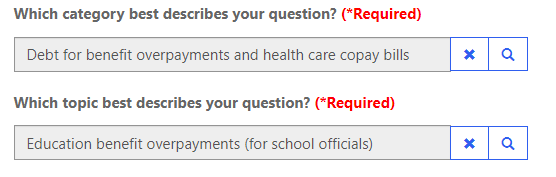 Which category best describes your question? (*Required)
Debt for benefit overpayments and health care copay bills
Which topic best describes your question? (*Required)
Education benefit overpayments (for school officials)